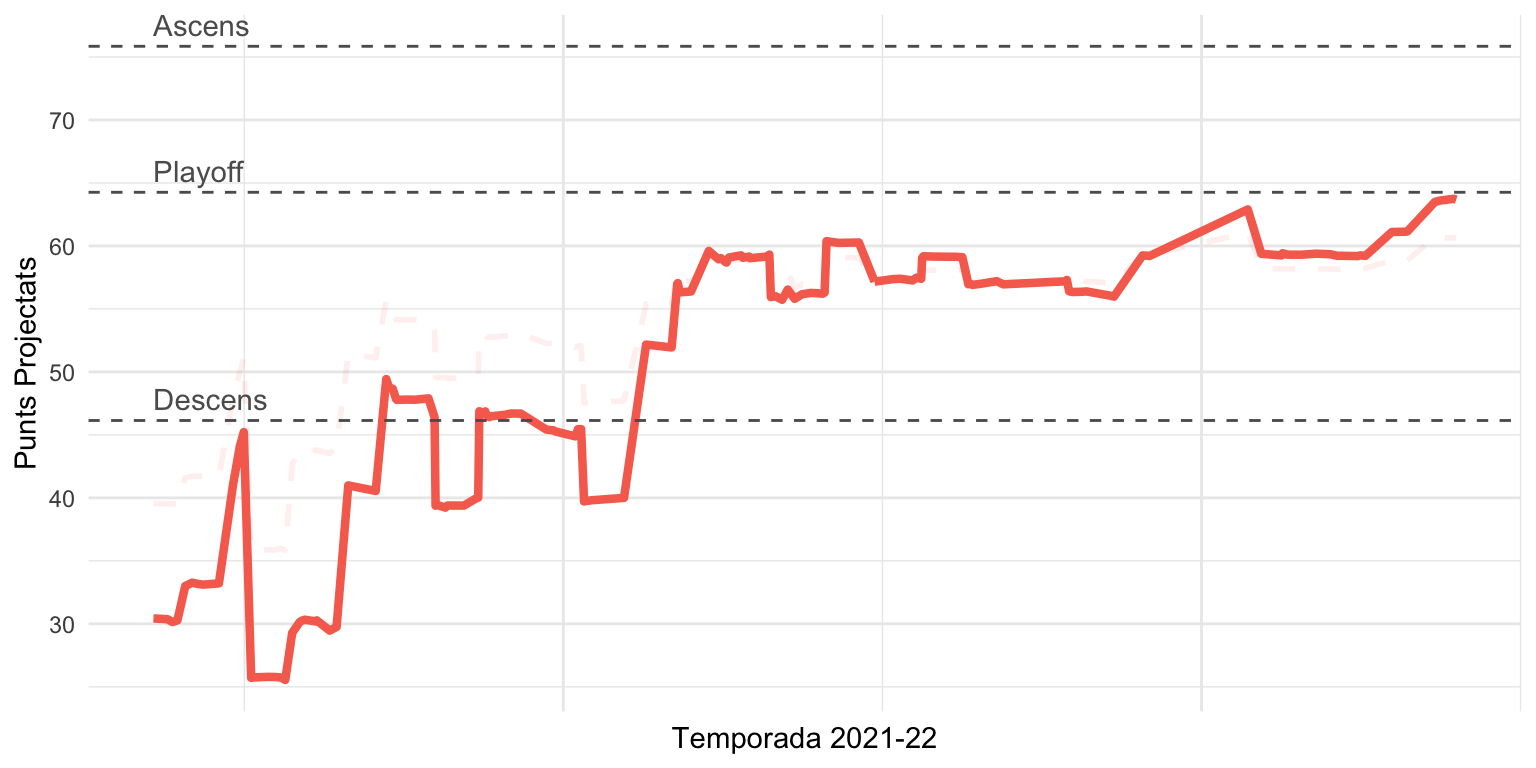 Ascens
70
Playoff
60
50
Descens
40
30
Punts Projectats
Temporada 2021-22